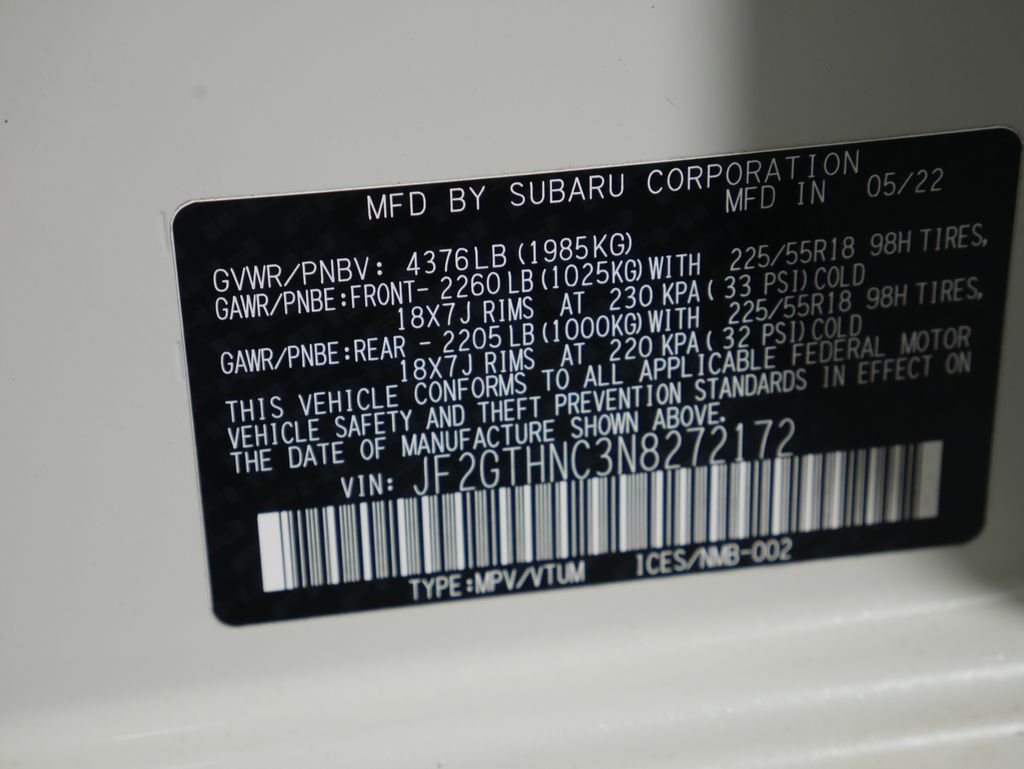 MFD BY SUBARU CORPORATION
MFD IN 05/22
GVWR/PNBV: 4376LB (1985KG)
GAWR/PNBE:FRONT- 2260 LB (1025KG) WITH 225/55R18 98H TIRES,
18X7J RIMS AT 230 KPA( 33 PSI) COLD
GAWR/PNBE:REAR - 2205 LB (1000KG) WITH 225/55R18 98H TIRES,
18X7J RIMS AT 220 KPA( 32 PSI) COLD
THIS VEHICLE CONFORMS TO ALL APPLICABLE FEDERAL MOTOR
VEHICLE SAFETY AND THEFT PREVENTION STANDARDS IN EFFECT ON
THE DATE OF MANUFACTURE SHOWN ABOVE.
VIN: JF2GTHNC3N8272172
TYPE:MPV/VTUM ICES/NMB-002